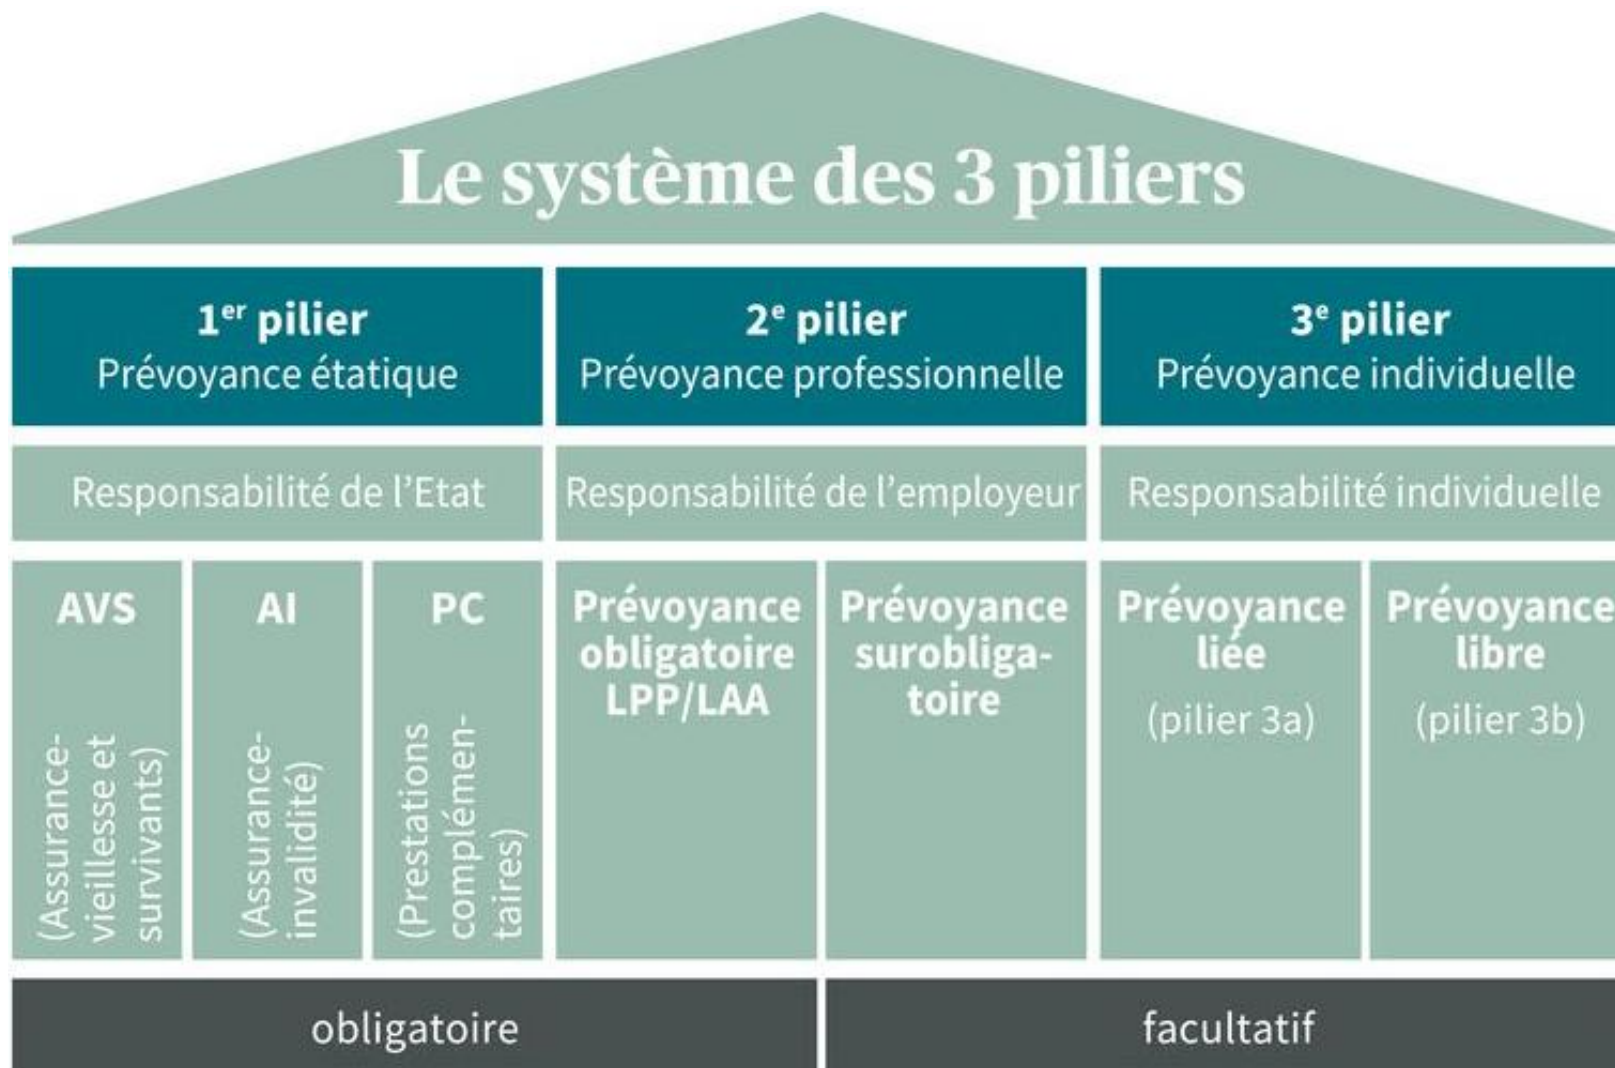 Le système des 3 piliers
1er pilier
Prévoyance étatique
2e pilier
Prévoyance professionnelle
3e pilier
Prévoyance individuelle
Responsabilité de l'Etat
Responsabilité de l'employeur
Responsabilité individuelle
AVS
(Assurance-
vieillesse et
survivants)
AI
(Assurance-
invalidité)
PC
(Prestations
complémen-
taires)
Prévoyance
obligatoire
LPP/LAA
Prévoyance
surobliga-
toire
Prévoyance
liée
(pilier 3a)
Prévoyance
libre
(pilier 3b)
obligatoire
facultatif